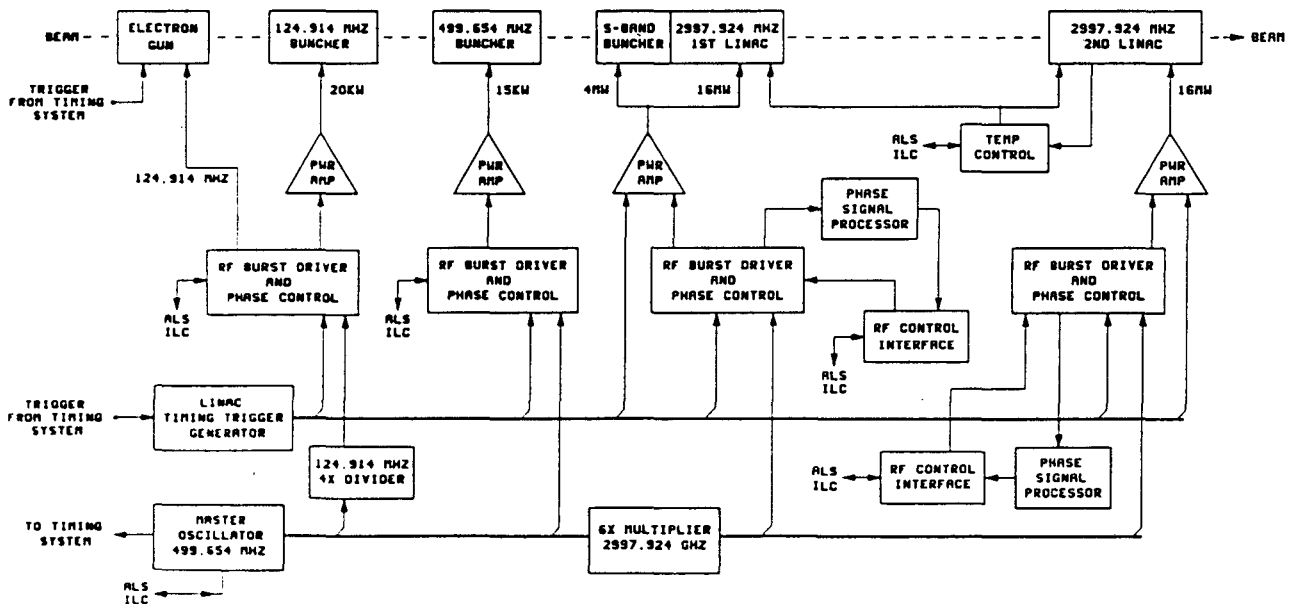 BEAM
ELECTRON
GUN
124.914 MHZ
BUNCHER
499.654 MHZ
BUNCHER
S-BAND
BUNCHER
2997.924 MHZ
1ST LINAC
2997.924 MHZ
2ND LINAC
BEAM
TRIGGER
FROM TIMING
SYSTEM
20KW
15KW
4MW
16MW
16MW
ALS
ILC
TEMP
CONTROL
124.914 MHZ
PWR
AMP
PWR
AMP
PWR
AMP
PWR
AMP
PHASE
SIGNAL
PROCESSOR
RF BURST DRIVER
AND
PHASE CONTROL
RF BURST DRIVER
AND
PHASE CONTROL
RF BURST DRIVER
AND
PHASE CONTROL
RF BURST DRIVER
AND
PHASE CONTROL
ALS
ILC
ALS
ILC
RF CONTROL
INTERFACE
ALS
ILC
TRIGGER
FROM TIMING
SYSTEM
LINAC
TIMING TRIGGER
GENERATOR
124.914 MHZ
4X DIVIDER
ALS
ILC
RF CONTROL
INTERFACE
PHASE
SIGNAL
PROCESSOR
TO TIMING
SYSTEM
MASTER
OSCILLATOR
499.654 MHZ
6X MULTIPLIER
2997.924 GHZ
ALS
ILC